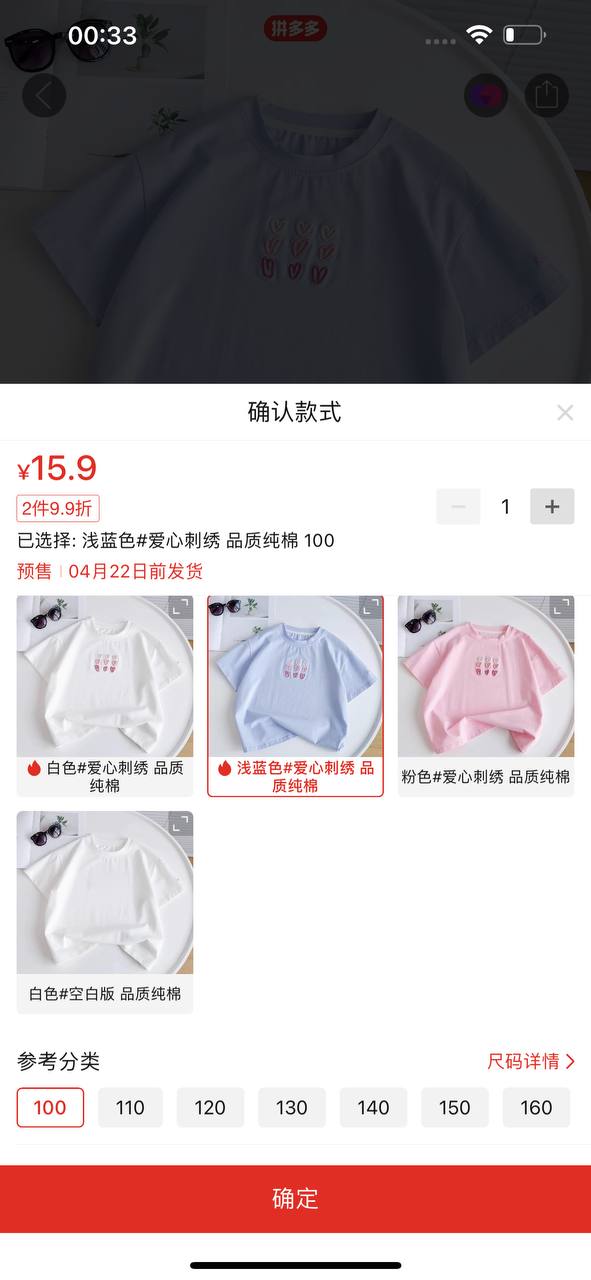 00:33
拼多多
确认款式
¥15.9
2件9.9折
1
已选择: 浅蓝色#爱心刺绣 品质纯棉 100
预售 | 04月22日前发货
白色#爱心刺绣 品质
纯棉
浅蓝色#爱心刺绣 品
质纯棉
粉色#爱心刺绣 品质纯棉
白色#空白版 品质纯棉
参考分类
尺码详情
100
110
120
130
140
150
160
确定